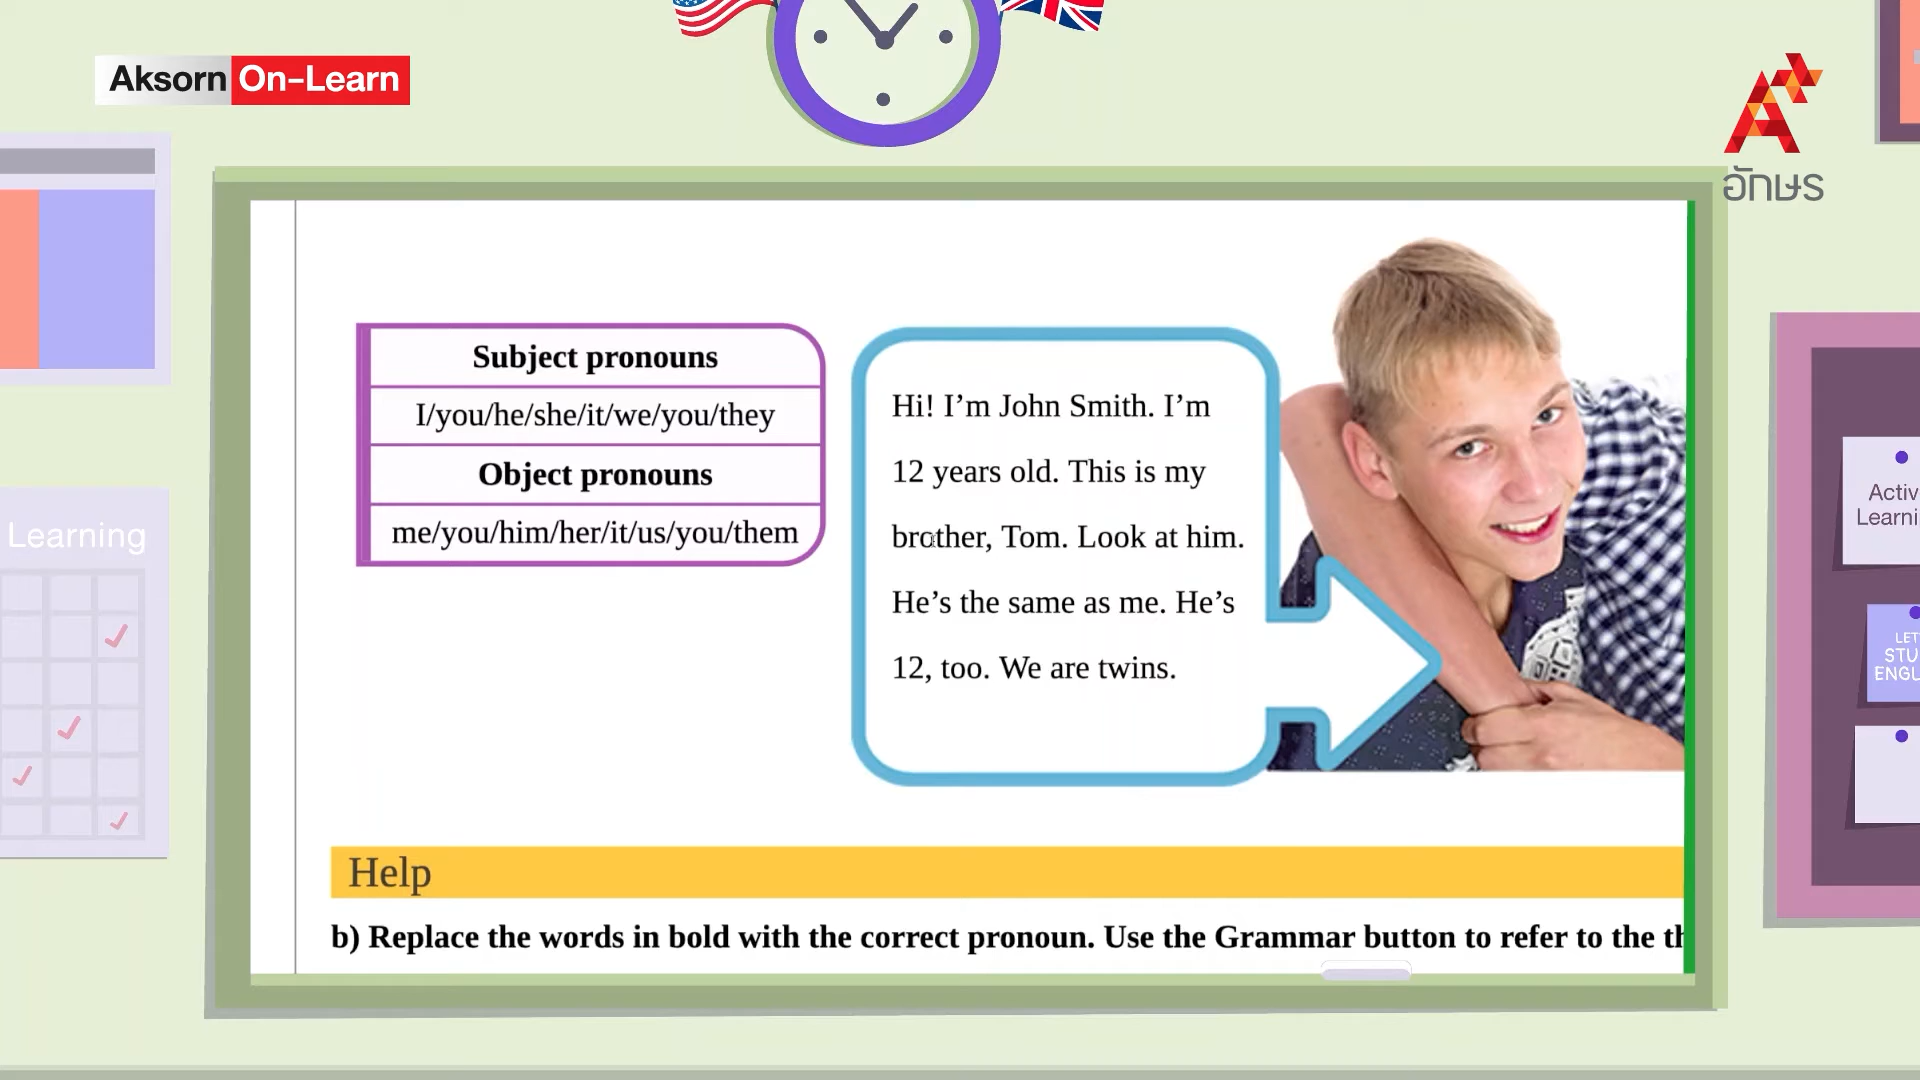 Aksorn On-Learn
อักษร
Subject pronouns
I/you/he/she/it/we/you/they
Object pronouns
me/you/him/her/it/us/you/them
Hi! I’m John Smith. I’m
12 years old. This is my
brother, Tom. Look at him.
He’s the same as me. He’s
12, too. We are twins.
Help
b) Replace the words in bold with the correct pronoun. Use the Grammar button to refer to the
Learning